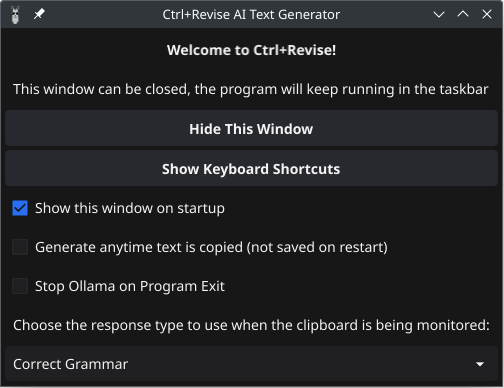 Ctrl+Revise AI Text Generator
Welcome to Ctrl+Revise!
This window can be closed, the program will keep running in the taskbar
Hide This Window
Show Keyboard Shortcuts
Show this window on startup
Generate anytime text is copied (not saved on restart)
Stop Ollama on Program Exit
Choose the response type to use when the clipboard is being monitored:
Correct Grammar